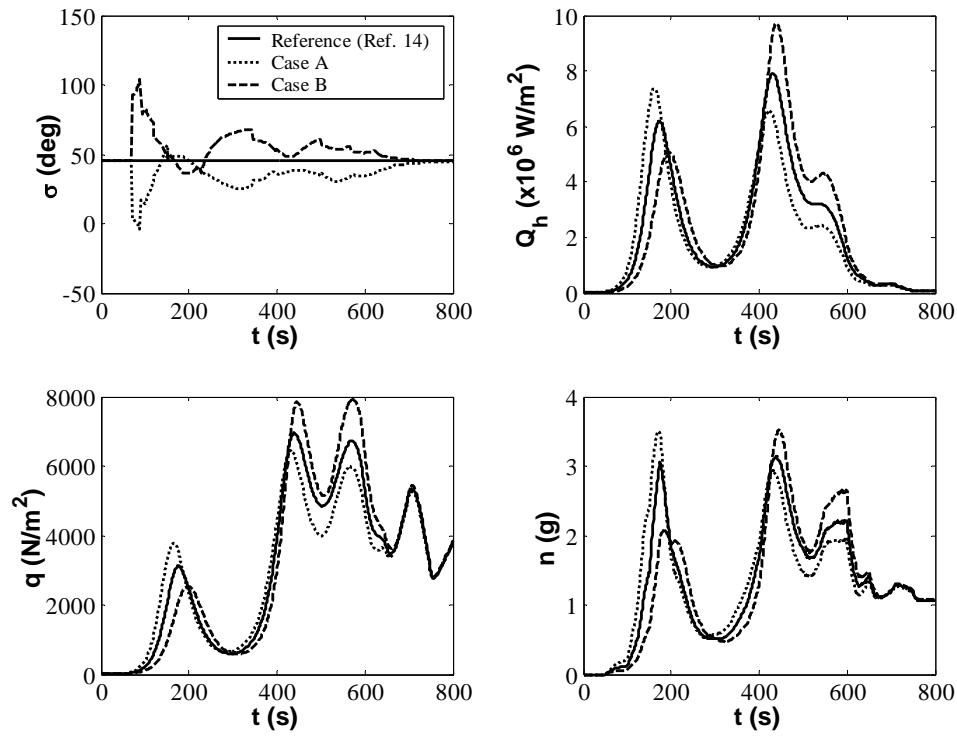 150
100
50
0
-50
σ (deg)
0 200 400 600 800
t (s)
Reference (Ref. 14)
Case A
Case B
10
8
6
4
2
0
Q_h (x10^6 W/m^2)
0 200 400 600 800
t (s)
8000
6000
4000
2000
0
q (N/m^2)
0 200 400 600 800
t (s)
4
3
2
1
0
n (g)
0 200 400 600 800
t (s)